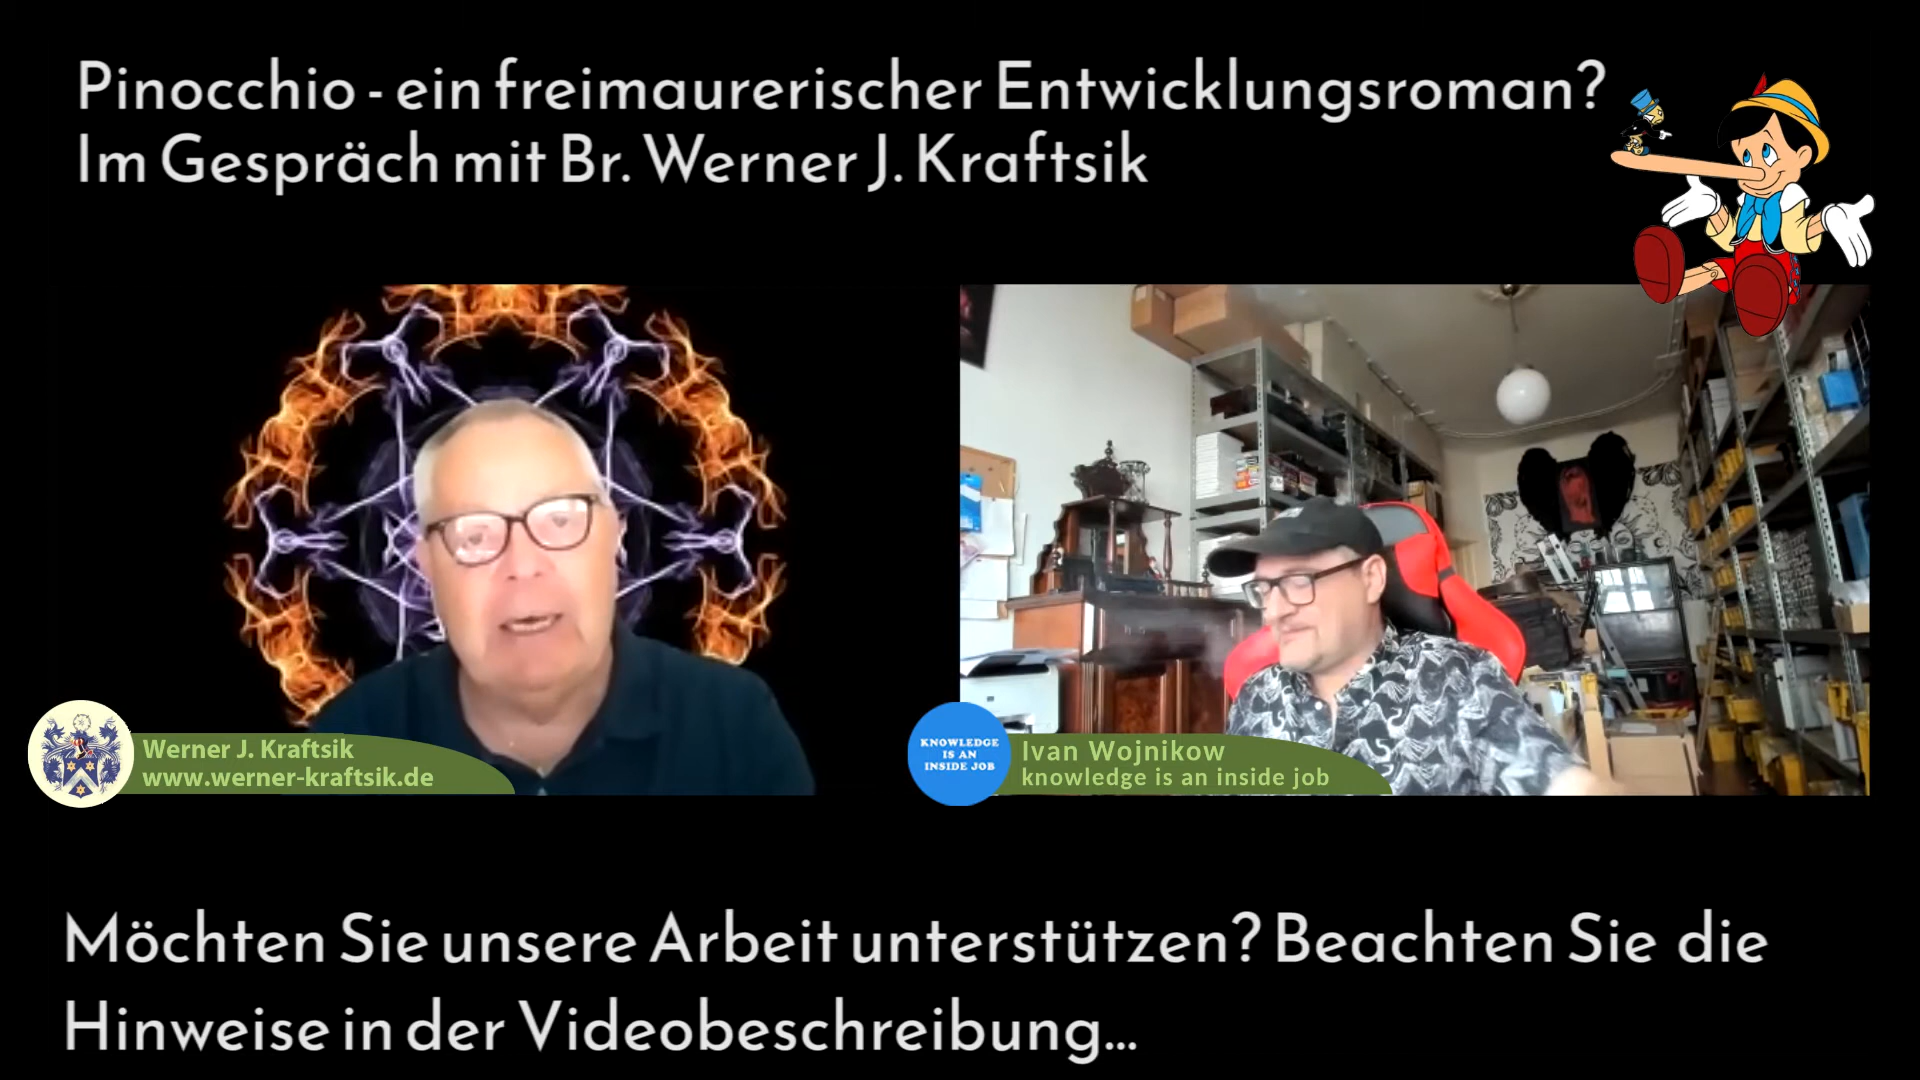 Pinocchio - ein freimaurerischer Entwicklungsroman?
Im Gespräch mit Br. Werner J. Kraftsik
Werner J. Kraftsik
www.werner-kraftsik.de
KNOWLEDGE
IS AN
INSIDE JOB
Ivan Wojnikow
knowledge is an inside job
Möchten Sie unsere Arbeit unterstützen? Beachten Sie die
Hinweise in der Videobeschreibung...